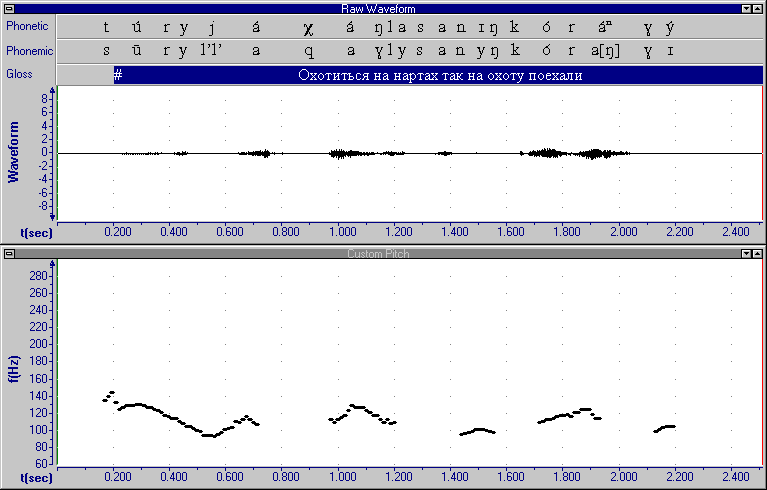 Raw Waveform
Phonetic t ú r y j á χ á ŋ l a s a n ɪ ŋ k ó r áⁿ ɣ ý
Phonemic s ū r y l’l’ a q a ɣ l y s a n y ŋ k ó r a[ŋ] ɣ ɪ
Gloss # Охотиться на нартах так на охоту поехали
Waveform
8
6
4
2
0
-2
-4
-6
-8
t(sec) 0.200 0.400 0.600 0.800 1.000 1.200 1.400 1.600 1.800 2.000 2.200 2.400
Custom Pitch
f(Hz)
280
260
240
220
200
180
160
140
120
100
80
60
t(sec) 0.200 0.400 0.600 0.800 1.000 1.200 1.400 1.600 1.800 2.000 2.200 2.400